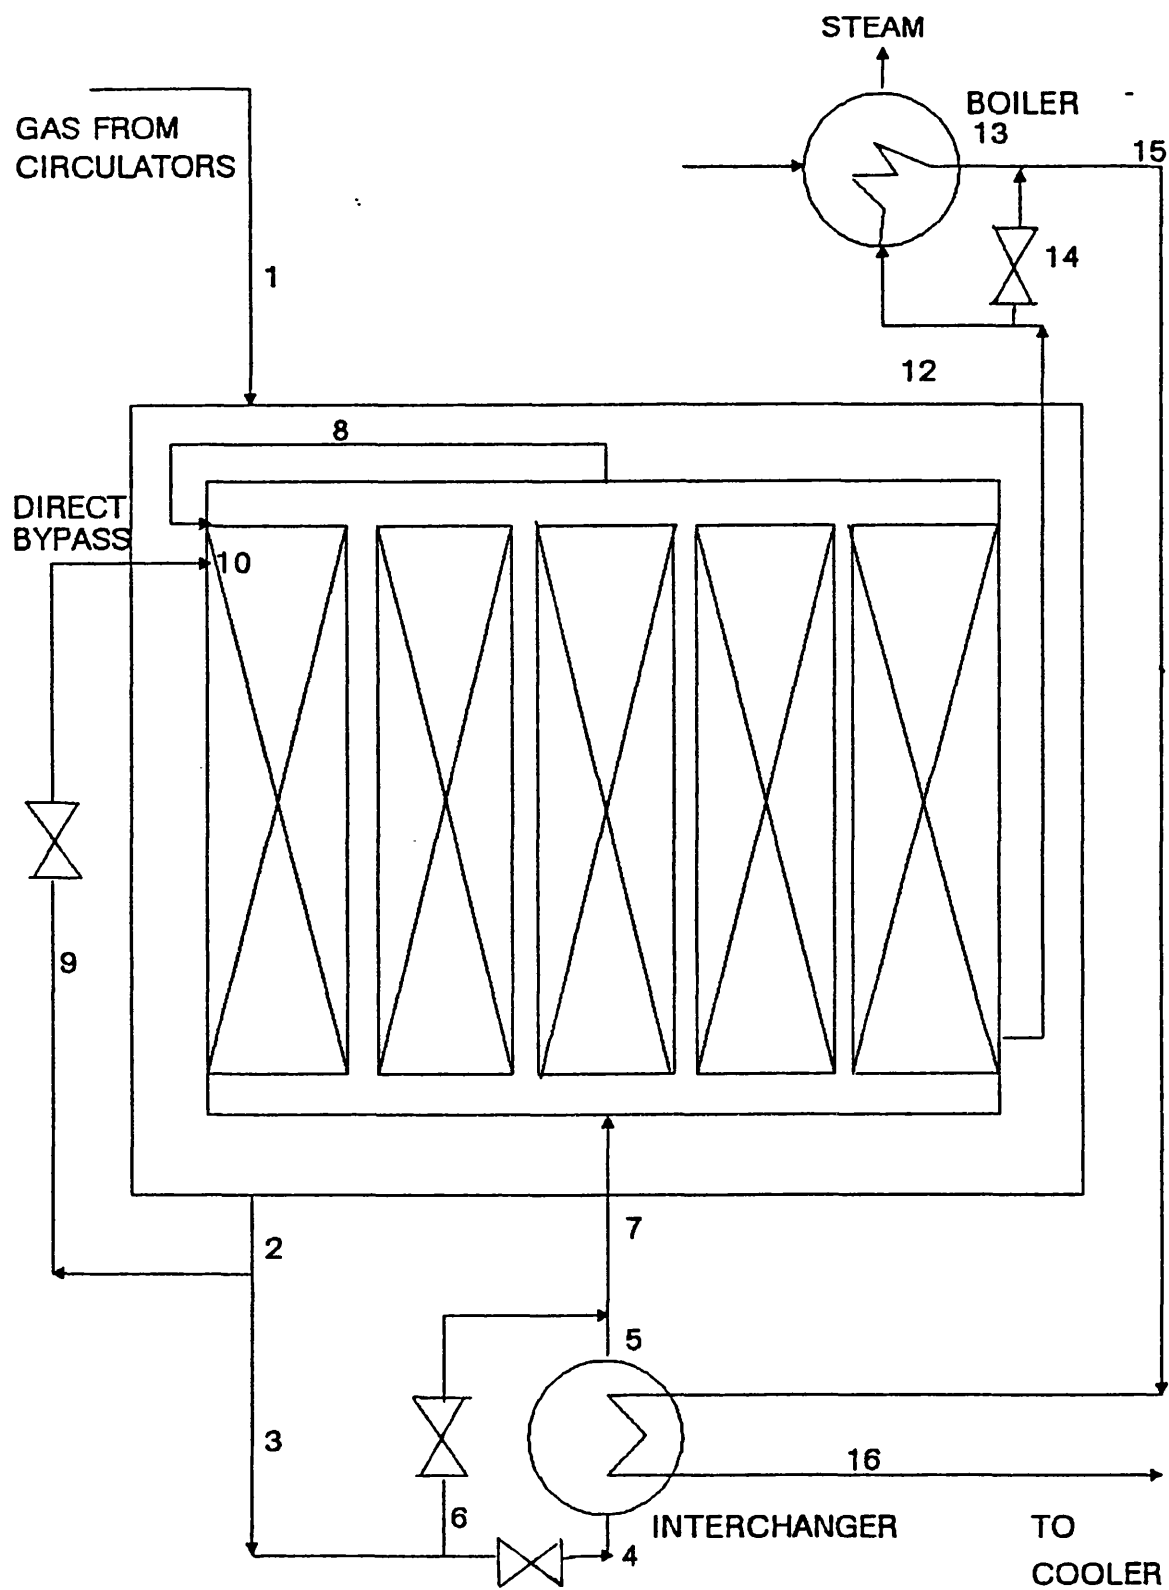 STEAM
BOILER
13
15
GAS FROM
CIRCULATORS
14
1
12
8
DIRECT
BYPASS
10
9
2
7
5
3
16
6
INTERCHANGER
TO
4
COOLER